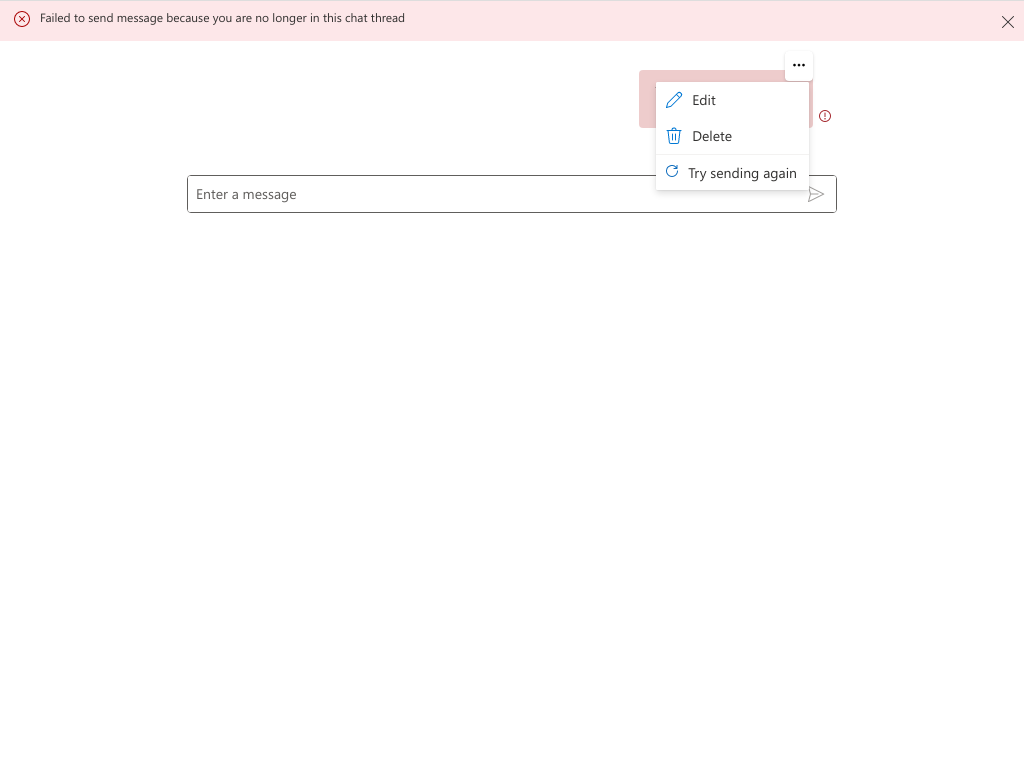 Failed to send message because you are no longer in this chat thread
Edit
Delete
Try sending again
Enter a message